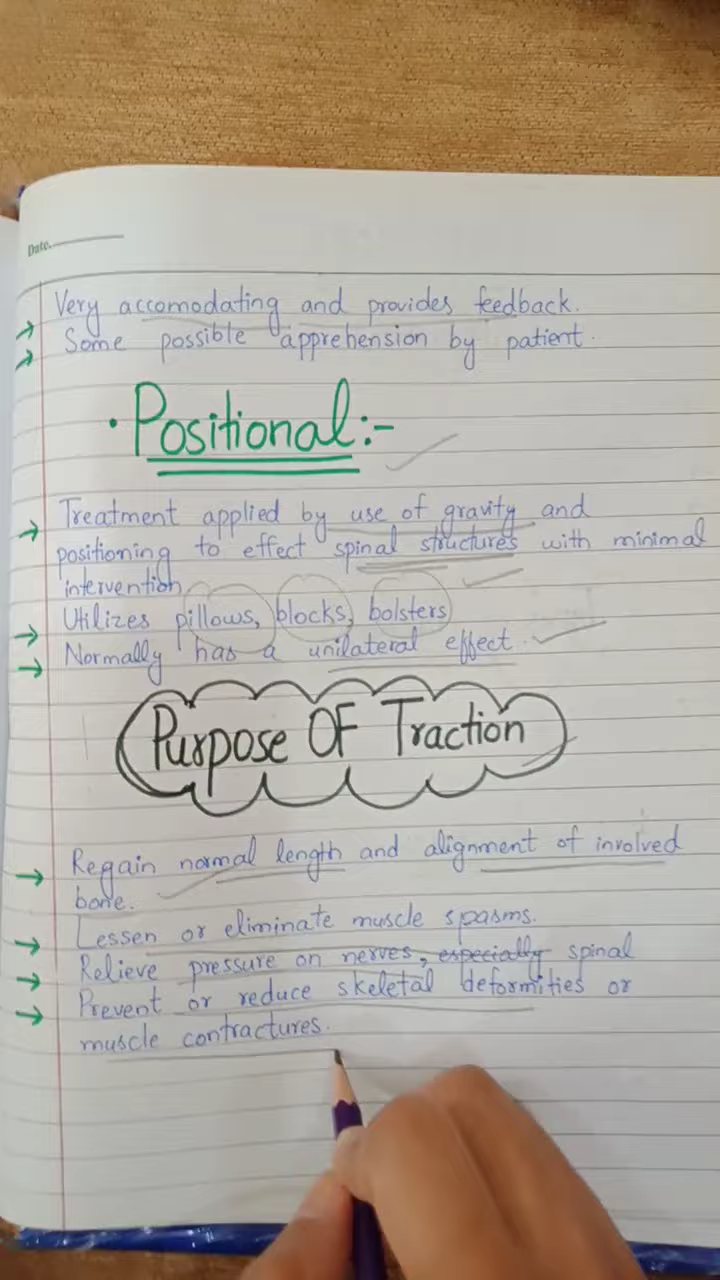 Date.
Very accomodating and provides feedback.
→ Some possible apprehension by patient.
→
• Positional:-
Treatment applied by use of gravity and
→ positioning to effect spinal structures with minimal
intervention
Utilizes pillows, blocks, bolsters
→ Normally has a unilateral effect.
→
Purpose OF Traction
Regain normal length and alignment of involved
→ bone.
Lessen or eliminate muscle spasms.
→ Relieve pressure on nerves, especially spinal
→ Prevent or reduce skeletal deformities or
→ muscle contractures.